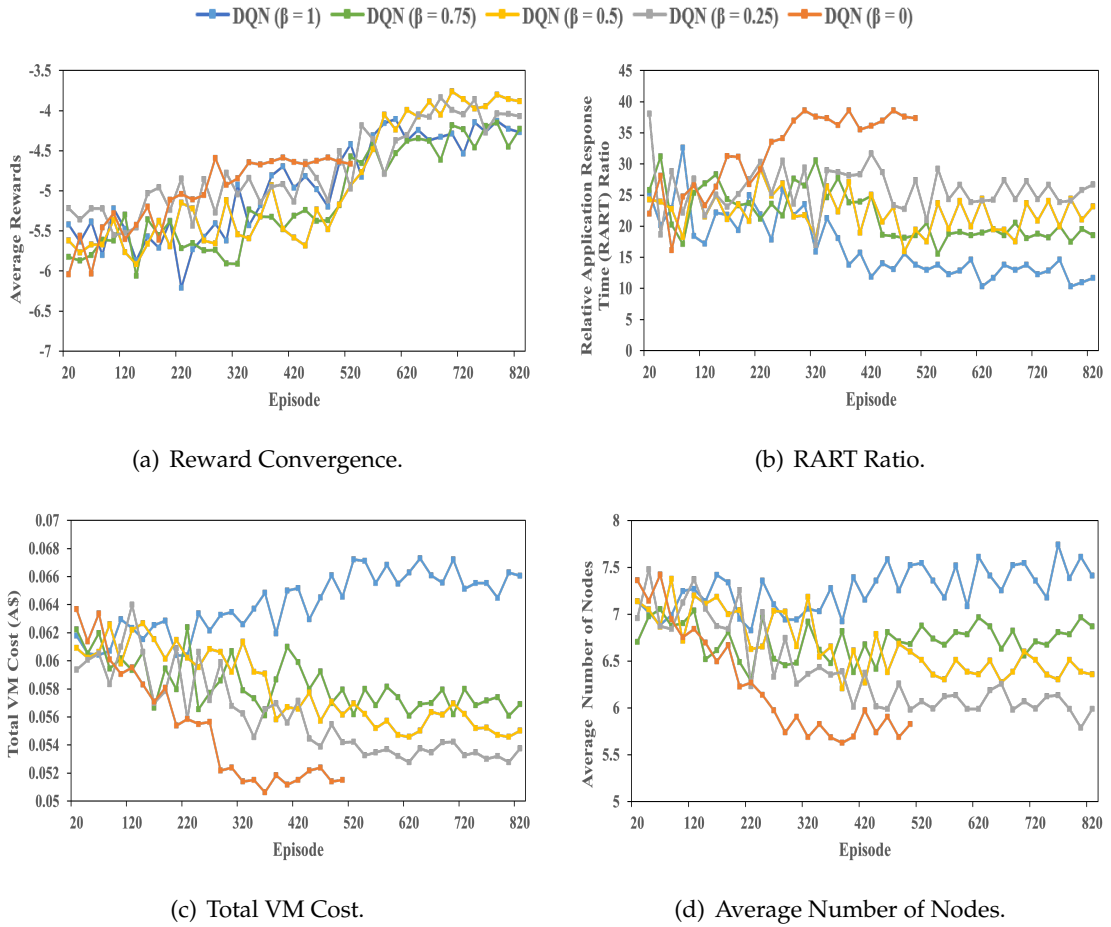 DQN (β = 1) DQN (β = 0.75) DQN (β = 0.5) DQN (β = 0.25) DQN (β = 0)
-3.5
-4
-4.5
-5
-5.5
-6
-6.5
-7
Average Rewards
20 120 220 320 420 520 620 720 820
Episode
(a) Reward Convergence.
45
40
35
30
25
20
15
10
5
0
Relative Application Response
Time (RART) Ratio
20 120 220 320 420 520 620 720 820
Episode
(b) RART Ratio.
0.07
0.068
0.066
0.064
0.062
0.06
0.058
0.056
0.054
0.052
0.05
Total VM Cost (A$)
20 120 220 320 420 520 620 720 820
Episode
(c) Total VM Cost.
8
7.5
7
6.5
6
5.5
5
Average Number of Nodes
20 120 220 320 420 520 620 720 820
Episode
(d) Average Number of Nodes.